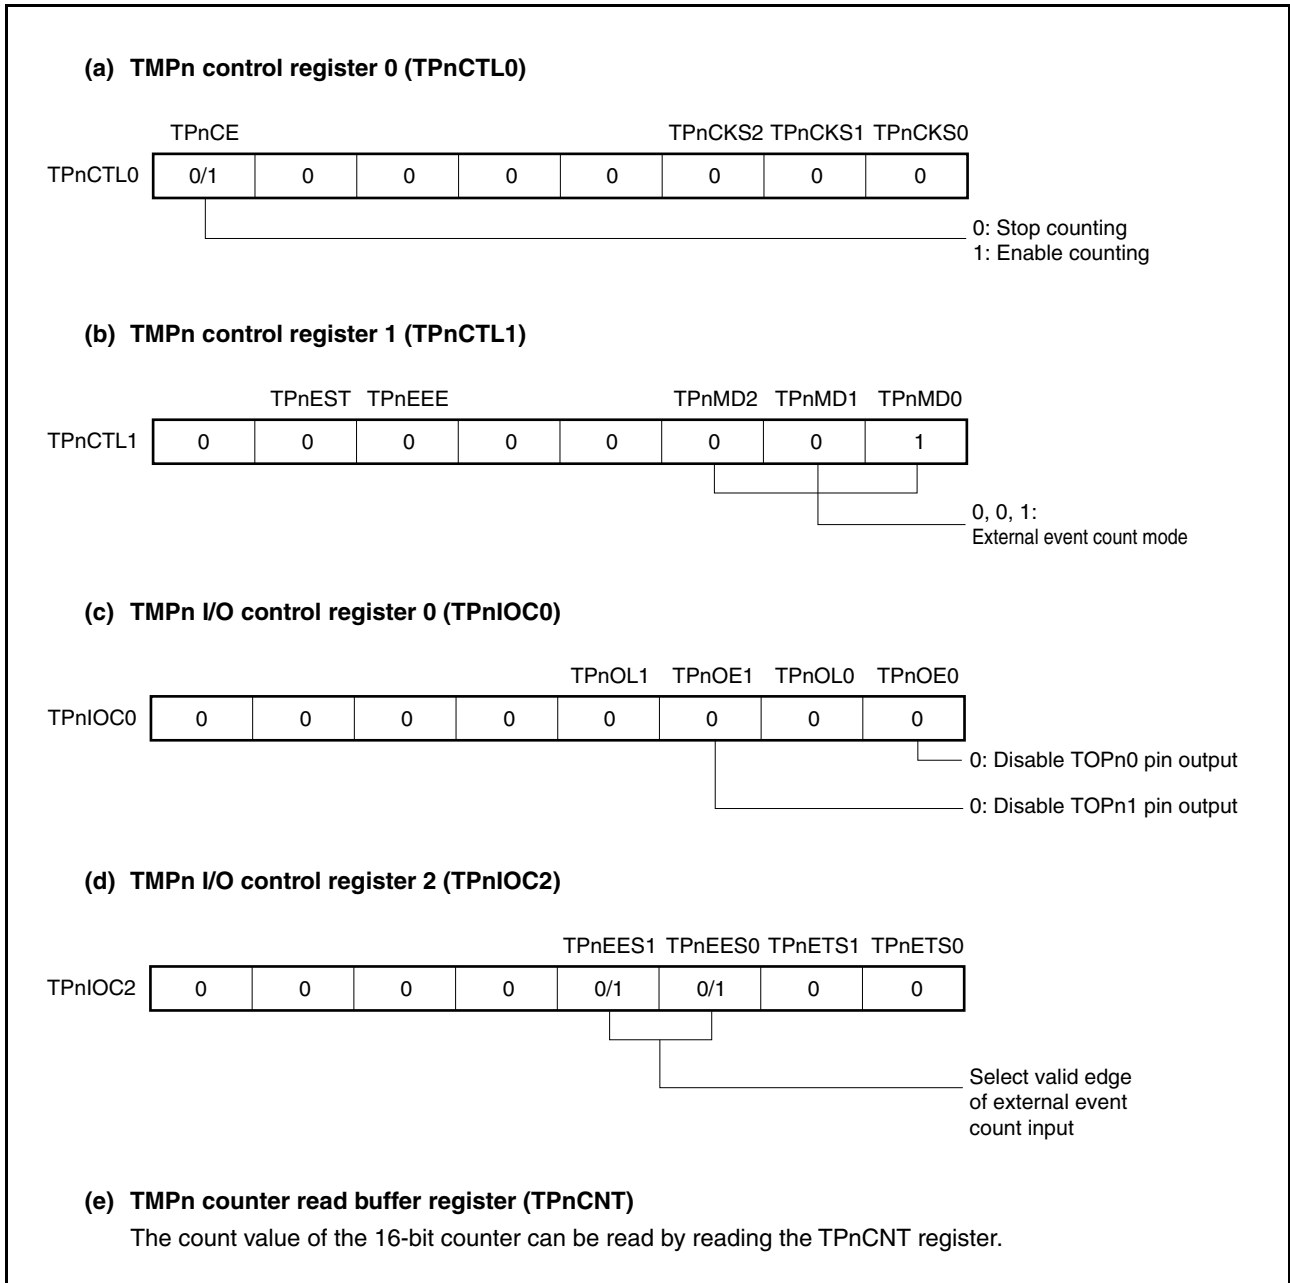 (a) TMPn control register 0 (TPnCTL0)
TPnCE TPnCKS2 TPnCKS1 TPnCKS0
TPnCTL0 0/1 0 0 0 0 0 0 0
0: Stop counting
1: Enable counting
(b) TMPn control register 1 (TPnCTL1)
TPnEST TPnEEE TPnMD2 TPnMD1 TPnMD0
TPnCTL1 0 0 0 0 0 0 0 1
0, 0, 1:
External event count mode
(c) TMPn I/O control register 0 (TPnIOC0)
TPnOL1 TPnOE1 TPnOL0 TPnOE0
TPnIOC0 0 0 0 0 0 0 0 0
0: Disable TOPn0 pin output
0: Disable TOPn1 pin output
(d) TMPn I/O control register 2 (TPnIOC2)
TPnEES1 TPnEES0 TPnETS1 TPnETS0
TPnIOC2 0 0 0 0 0/1 0/1 0 0
Select valid edge
of external event
count input
(e) TMPn counter read buffer register (TPnCNT)
The count value of the 16-bit counter can be read by reading the TPnCNT register.